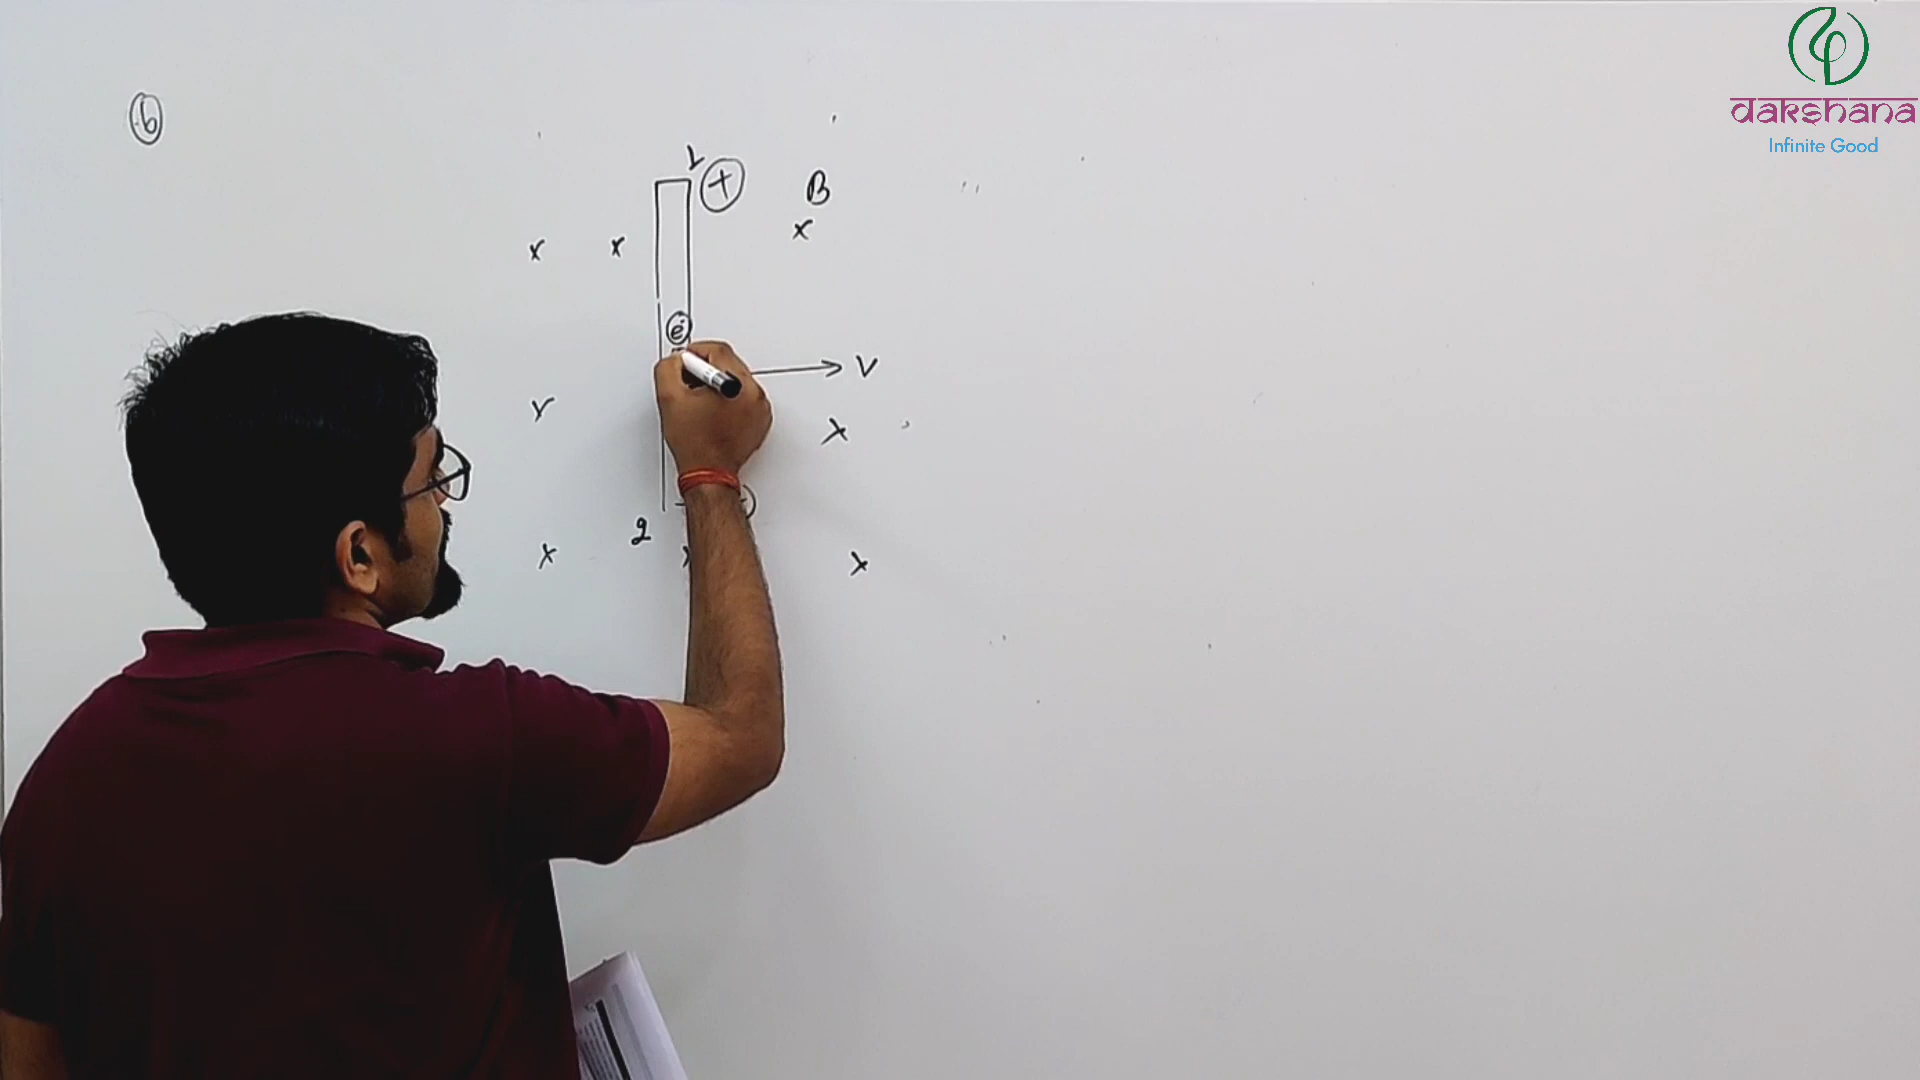 dakshana
Infinite Good
6
1 +
B
x x x
e-
V
x x
2
x x